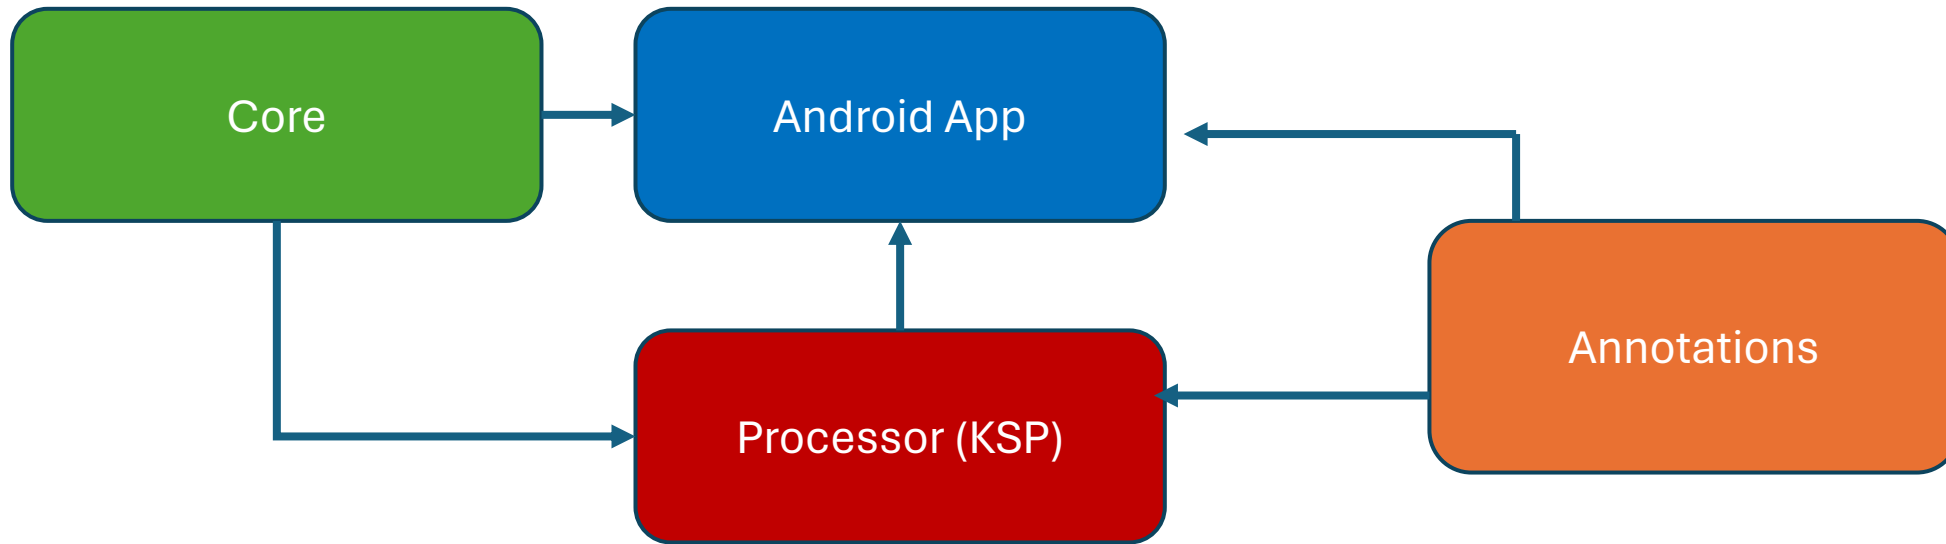 Core
Android App
Annotations
Processor (KSP)